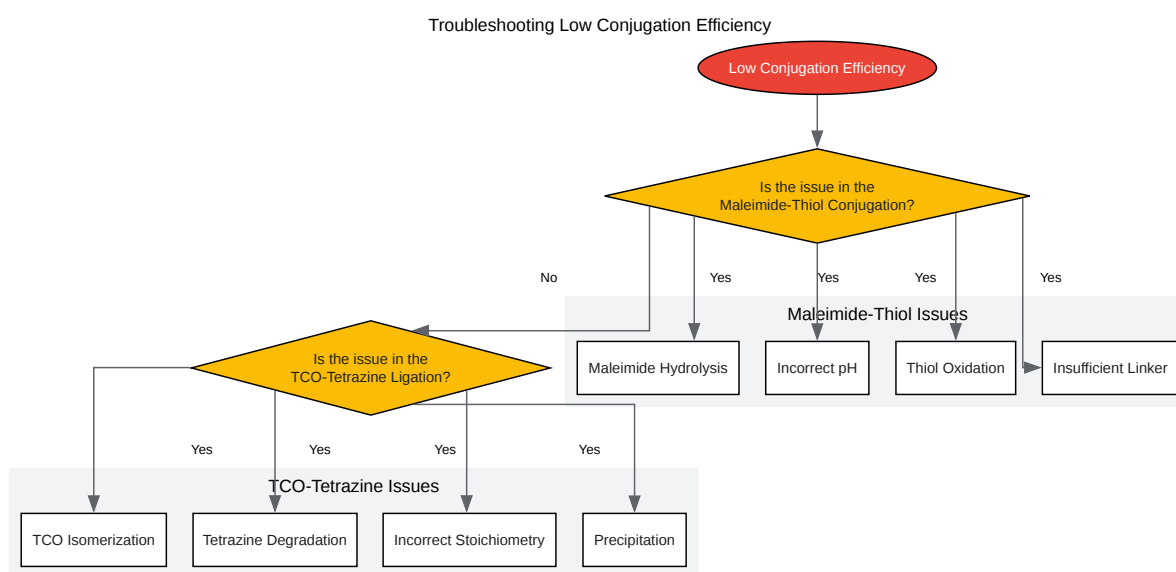 Troubleshooting Low Conjugation Efficiency
Low Conjugation Efficiency
Is the issue in the
Maleimide-Thiol Conjugation?
No
Yes
Yes
Yes
Yes
Maleimide-Thiol Issues
Maleimide Hydrolysis
Incorrect pH
Thiol Oxidation
Insufficient Linker
Is the issue in the
TCO-Tetrazine Ligation?
Yes
Yes
Yes
Yes
TCO-Tetrazine Issues
TCO Isomerization
Tetrazine Degradation
Incorrect Stoichiometry
Precipitation